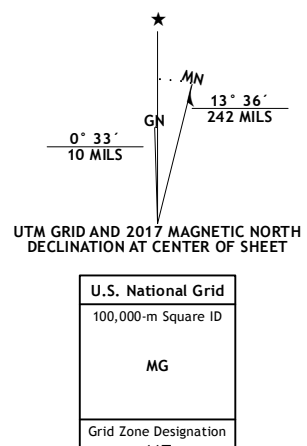 MN
13° 36´
242 MILS
GN
0° 33´
10 MILS
UTM GRID AND 2017 MAGNETIC NORTH
DECLINATION AT CENTER OF SHEET
U.S. National Grid
100,000-m Square ID
MG
Grid Zone Designation